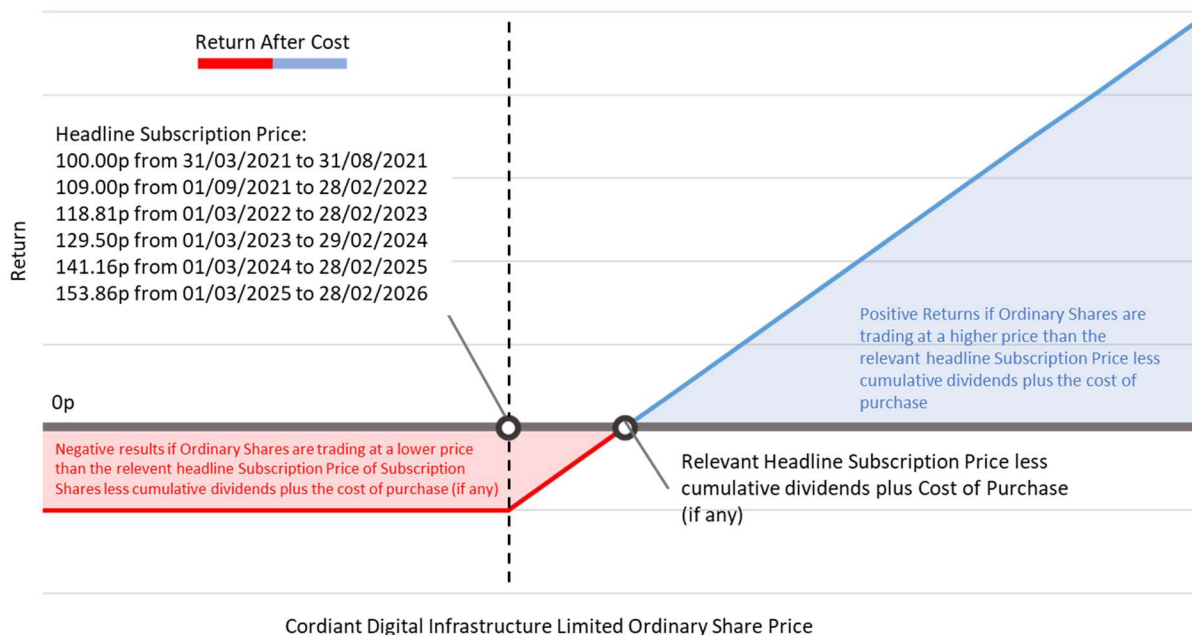 Return After Cost
Headline Subscription Price:
100.00p from 31/03/2021 to 31/08/2021
109.00p from 01/09/2021 to 28/02/2022
118.81p from 01/03/2022 to 28/02/2023
129.50p from 01/03/2023 to 29/02/2024
141.16p from 01/03/2024 to 28/02/2025
153.86p from 01/03/2025 to 28/02/2026
Return
Positive Returns if Ordinary Shares are
trading at a higher price than the
relevant headline Subscription Price less
cumulative dividends plus the cost of
purchase
0p
Negative results if Ordinary Shares are trading at a lower price
than the relevent headline Subscription Price of Subscription
Shares less cumulative dividends plus the cost of purchase (if any)
Relevant Headline Subscription Price less
cumulative dividends plus Cost of Purchase
(if any)
Cordiant Digital Infrastructure Limited Ordinary Share Price